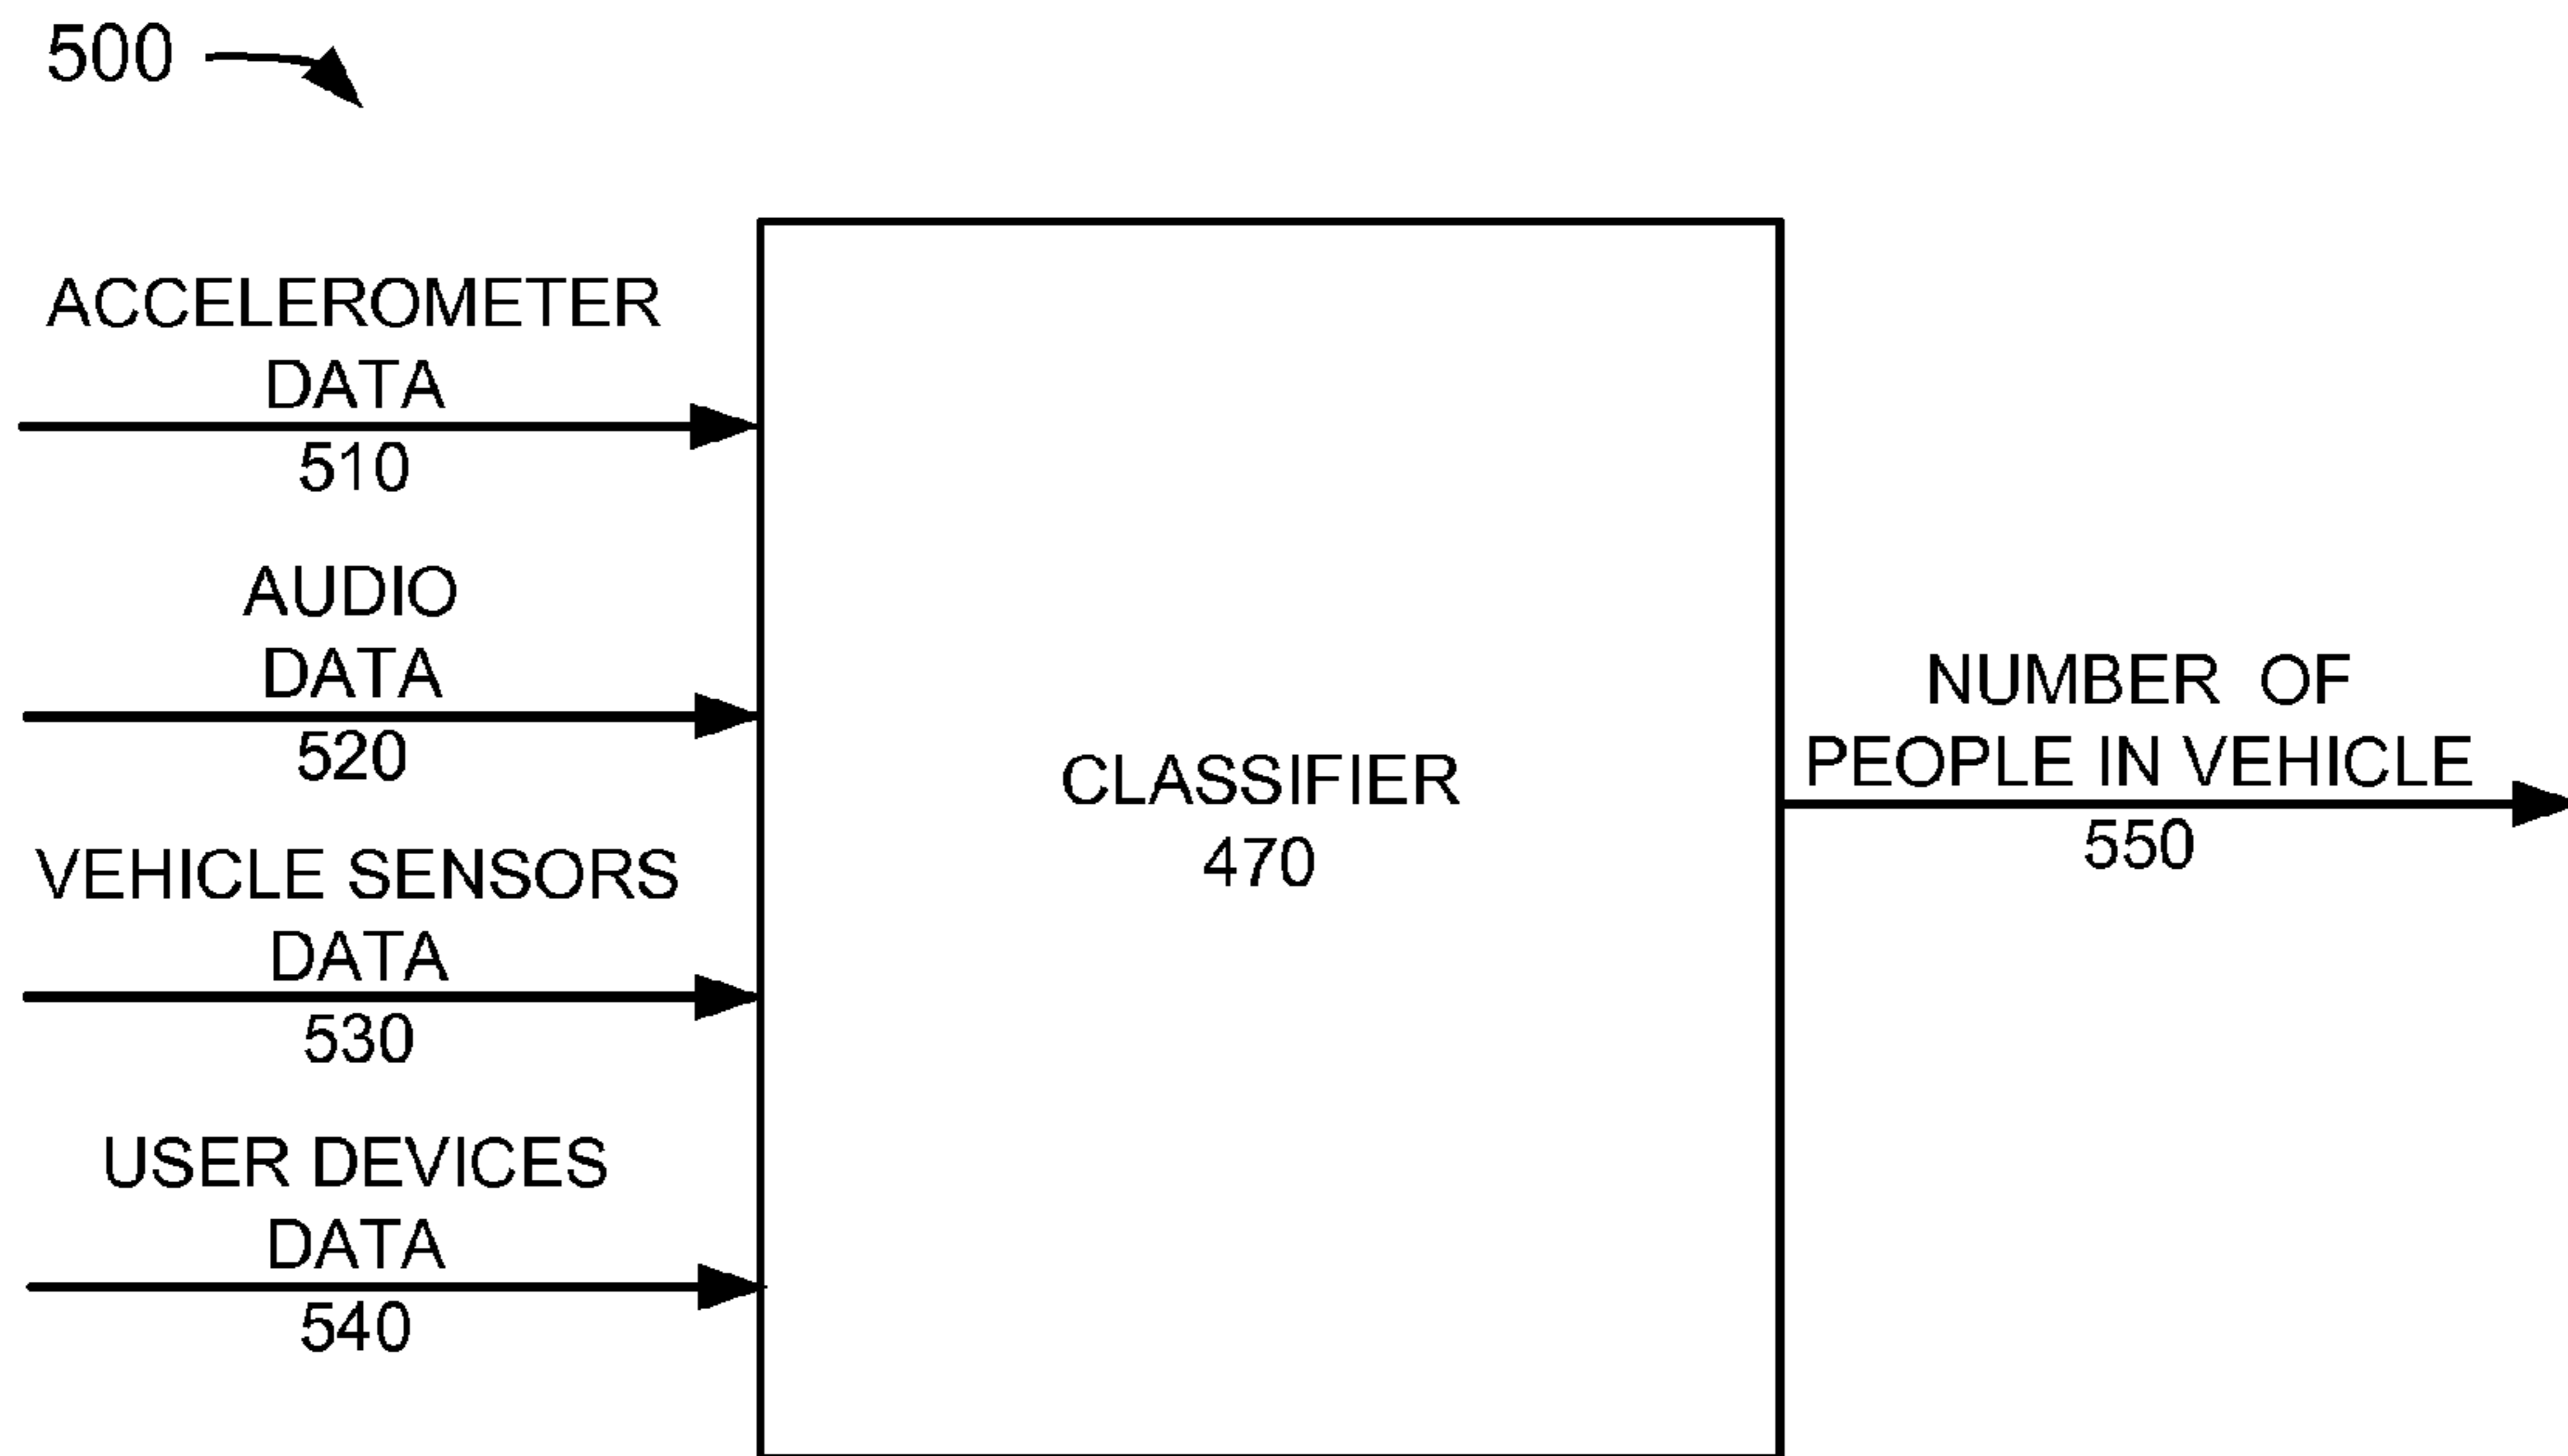 500
ACCELEROMETER
DATA
510
AUDIO
DATA
520
VEHICLE SENSORS
DATA
530
USER DEVICES
DATA
540
CLASSIFIER
470
NUMBER OF
PEOPLE IN VEHICLE
550